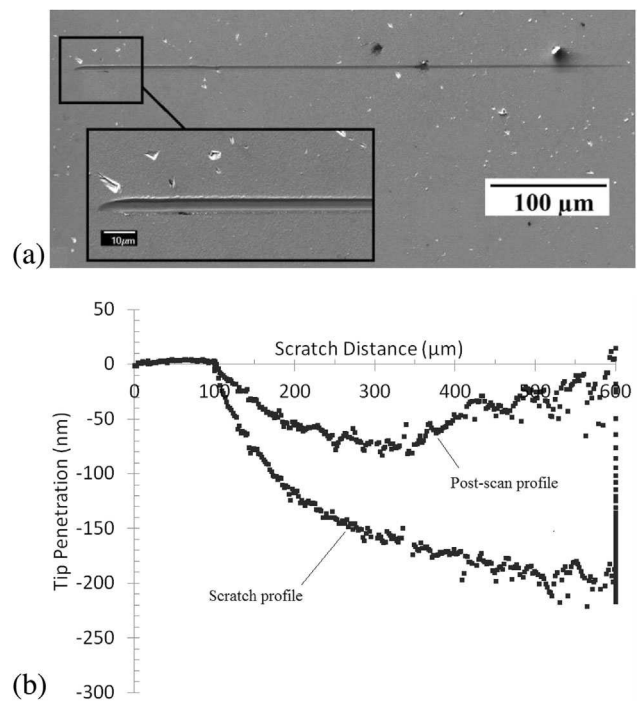 100 μm
10μm
(a)
50
Scratch Distance (μm)
0
0 100 200 300 400 500 600
-50
-100
Post-scan profile
-150
-200
Scratch profile
-250
-300
Tip Penetration (nm)
(b)